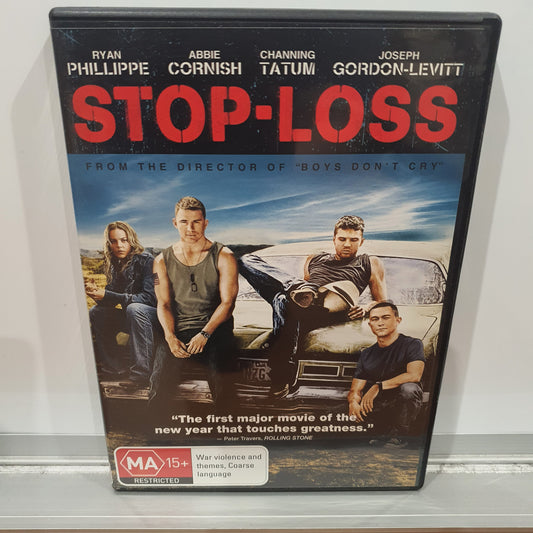 RYAN ABBIE CHANNING JOSEPH
PHILLIPPE CORNISH TATUM GORDON-LEVITT
STOP-LOSS
FROM THE DIRECTOR OF "BOYS DON'T CRY"
"The first major movie of the
new year that touches greatness."
— Peter Travers, ROLLING STONE
MA 15+
RESTRICTED
War violence and
themes, Coarse
language